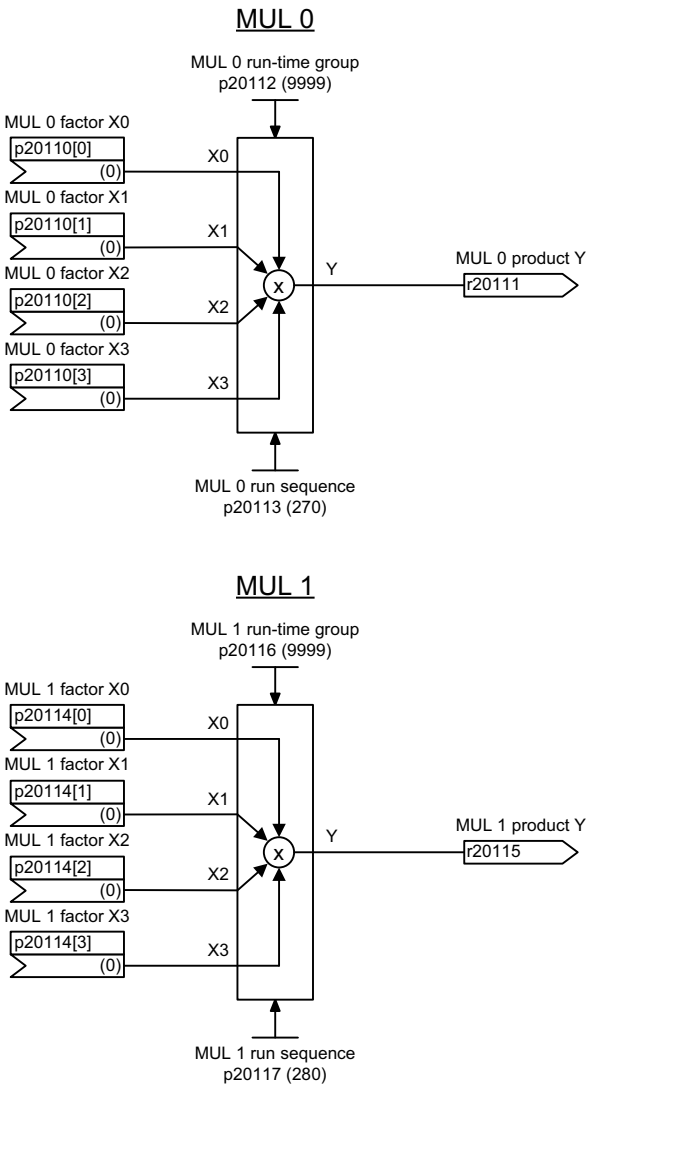 MUL 0
MUL 0 run-time group
p20112 (9999)
MUL 0 factor X0
p20110[0]
(0)
X0
MUL 0 factor X1
p20110[1]
(0)
X1
MUL 0 factor X2
p20110[2]
(0)
X2
MUL 0 factor X3
p20110[3]
(0)
X3
x
Y
MUL 0 product Y
r20111
MUL 0 run sequence
p20113 (270)
MUL 1
MUL 1 run-time group
p20116 (9999)
MUL 1 factor X0
p20114[0]
(0)
X0
MUL 1 factor X1
p20114[1]
(0)
X1
MUL 1 factor X2
p20114[2]
(0)
X2
MUL 1 factor X3
p20114[3]
(0)
X3
x
Y
MUL 1 product Y
r20115
MUL 1 run sequence
p20117 (280)